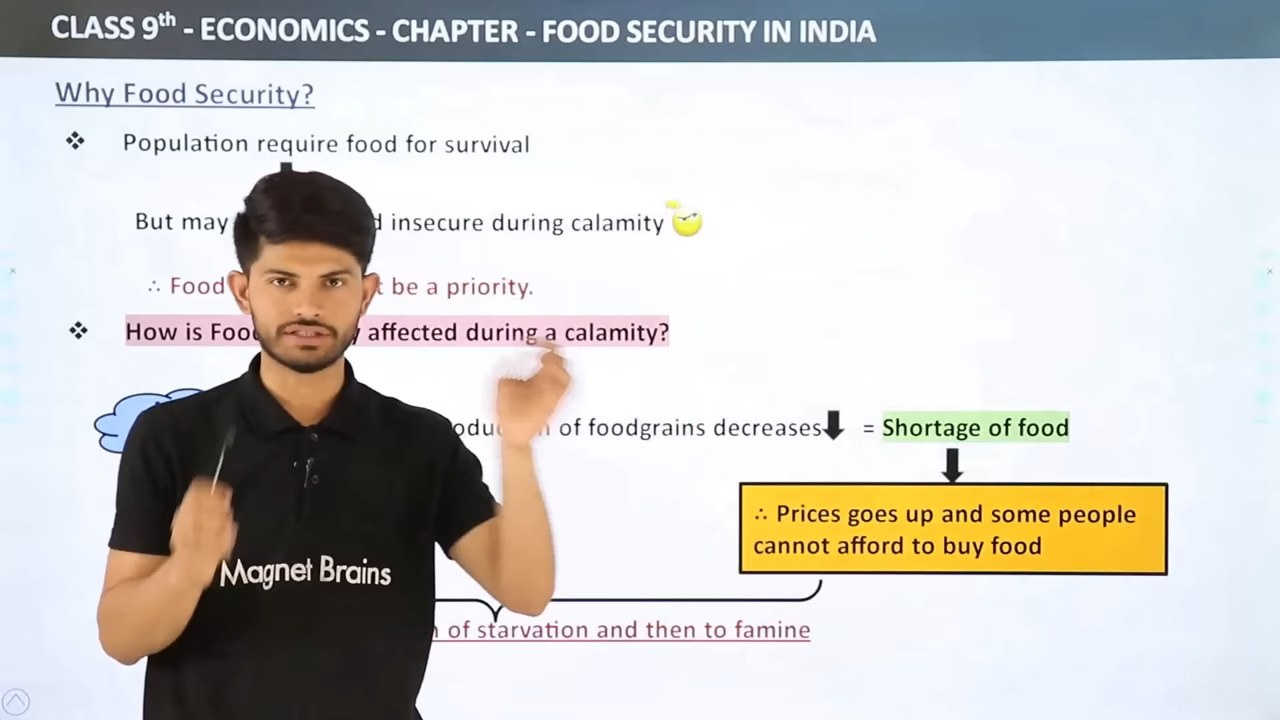 CLASS 9th - ECONOMICS - CHAPTER - FOOD SECURITY IN INDIA
Why Food Security?
❖ Population require food for survival
But may insecure during calamity
∴ Food be a priority.
❖ How is affected during a calamity?
of foodgrains decreases = Shortage of food
∴ Prices goes up and some people
cannot afford to buy food
of starvation and then to famine
Magnet Brains